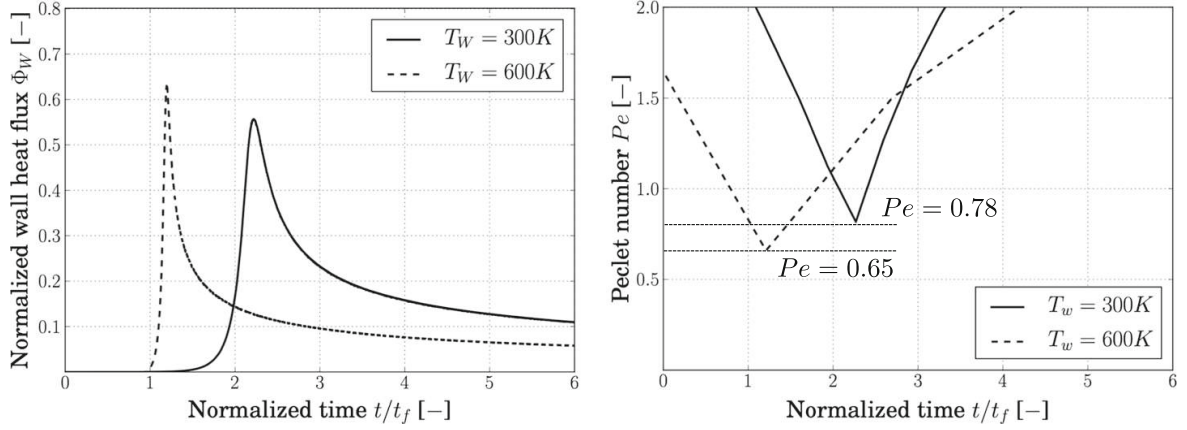 0.8
0.7
0.6
0.5
0.4
0.3
0.2
0.1
Normalized wall heat flux Φ_W [−]
T_W = 300K
T_W = 600K
0 1 2 3 4 5 6
Normalized time t/t_f [−]
2.0
1.5
1.0
0.5
Peclet number Pe [−]
Pe = 0.78
Pe = 0.65
T_w = 300K
T_w = 600K
0 1 2 3 4 5 6
Normalized time t/t_f [−]